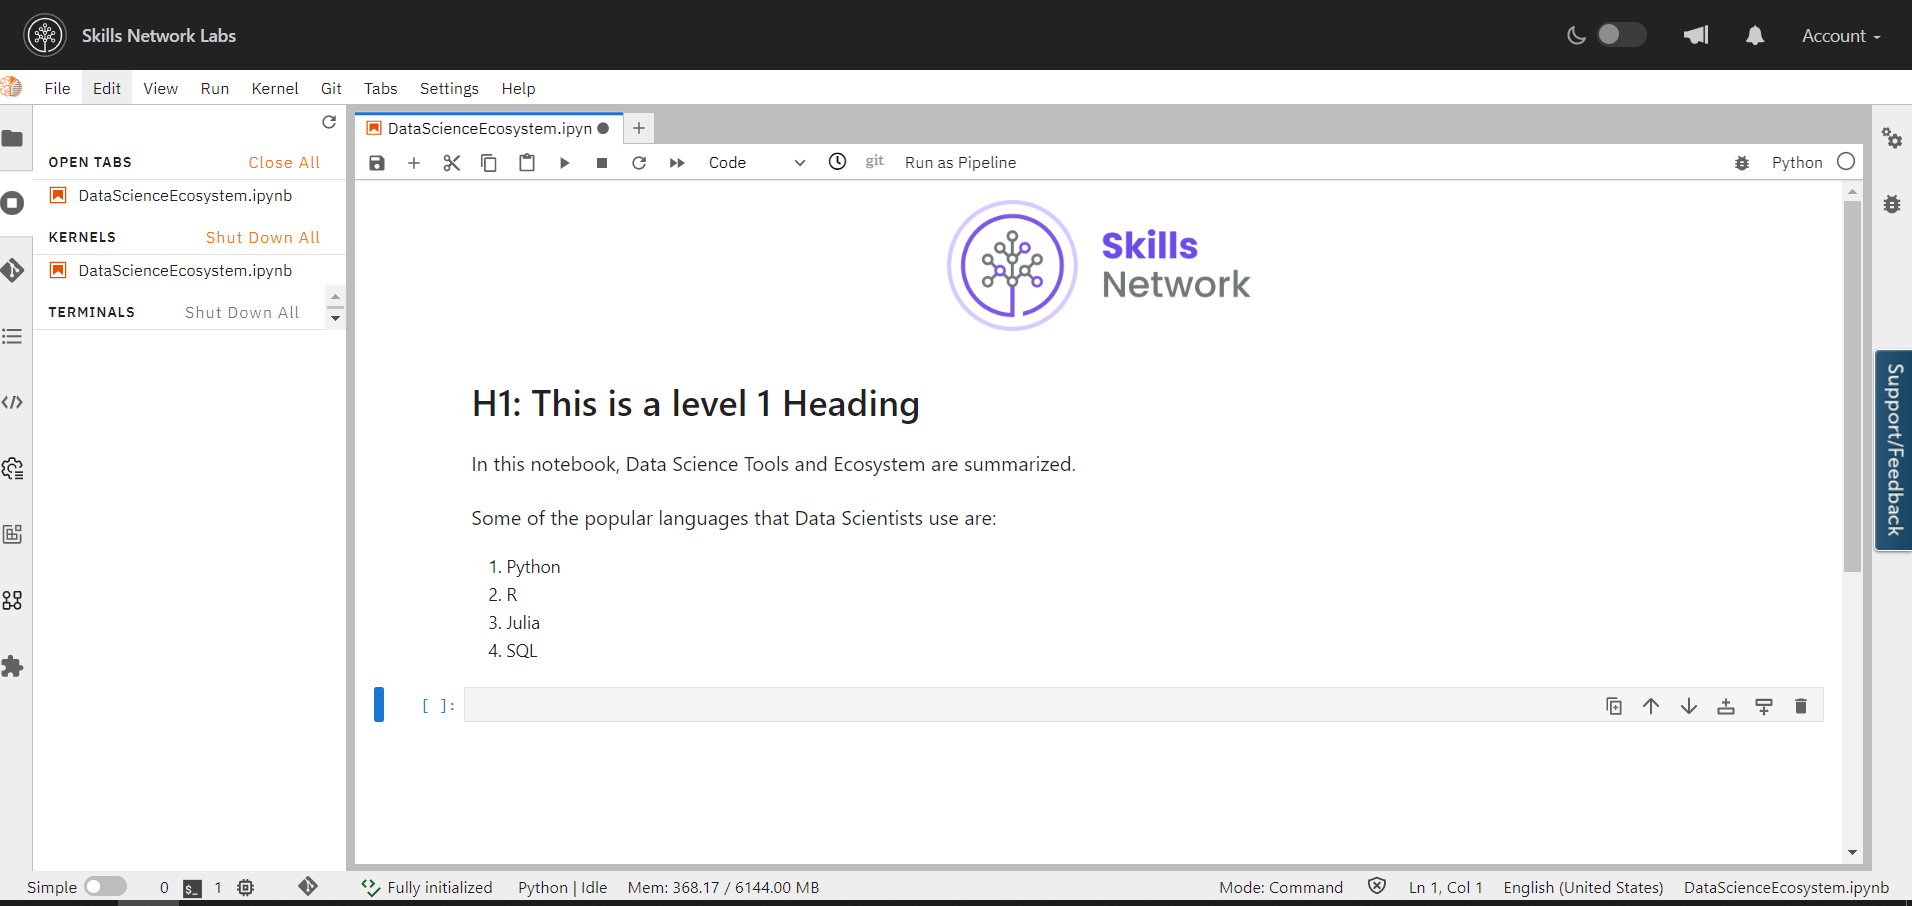 Skills Network Labs
Account
File Edit View Run Kernel Git Tabs Settings Help
OPEN TABS Close All
DataScienceEcosystem.ipynb
KERNELS Shut Down All
DataScienceEcosystem.ipynb
TERMINALS Shut Down All
DataScienceEcosystem.ipyn
Code git Run as Pipeline Python
Skills
Network
H1: This is a level 1 Heading
In this notebook, Data Science Tools and Ecosystem are summarized.
Some of the popular languages that Data Scientists use are:
1. Python
2. R
3. Julia
4. SQL
[ ]:
Support/Feedback
Simple 0 $_ 1 Fully initialized Python | Idle Mem: 368.17 / 6144.00 MB Mode: Command Ln 1, Col 1 English (United States) DataScienceEcosystem.ipynb